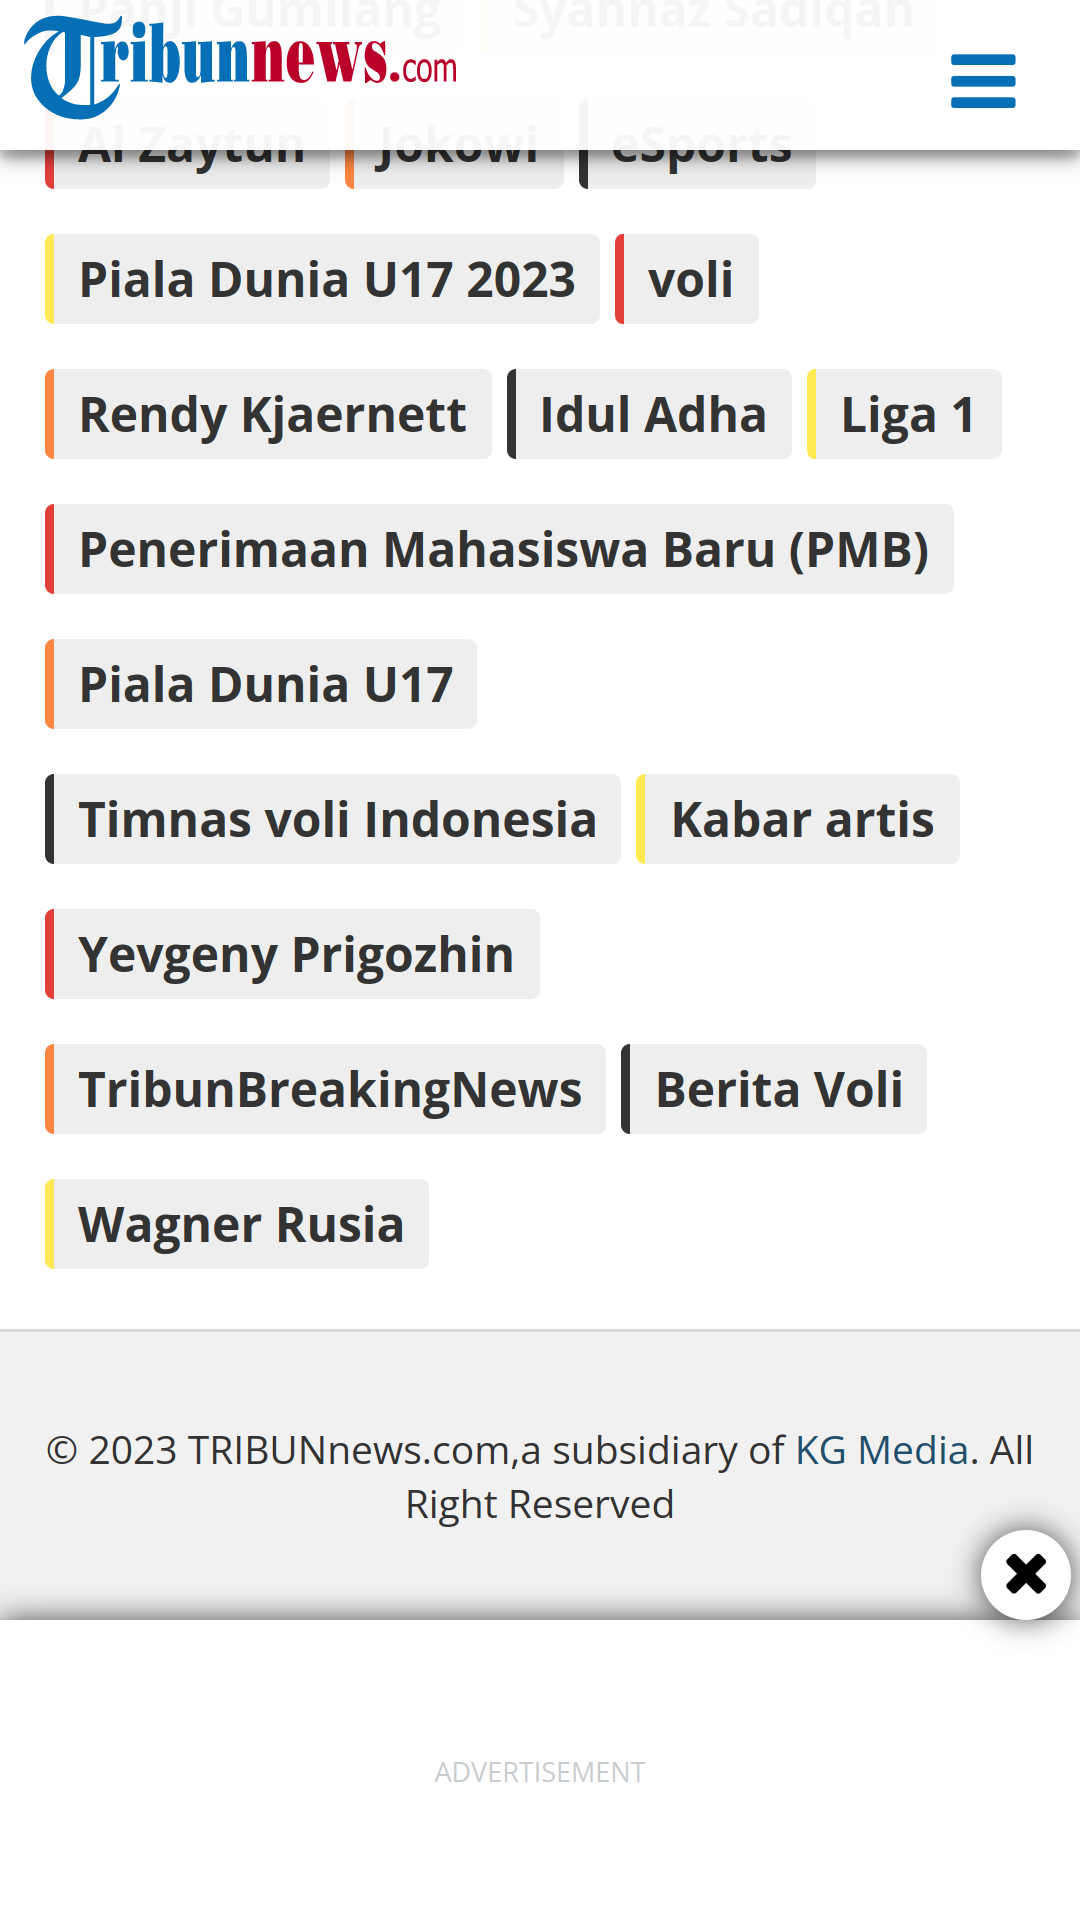 Panji Gumilang Syahnaz Sadiqah
Tribunnews.com
Al Zaytun Jokowi eSports
Piala Dunia U17 2023 voli
Rendy Kjaernett Idul Adha Liga 1
Penerimaan Mahasiswa Baru (PMB)
Piala Dunia U17
Timnas voli Indonesia Kabar artis
Yevgeny Prigozhin
TribunBreakingNews Berita Voli
Wagner Rusia
© 2023 TRIBUNnews.com,a subsidiary of KG Media. All
Right Reserved
ADVERTISEMENT